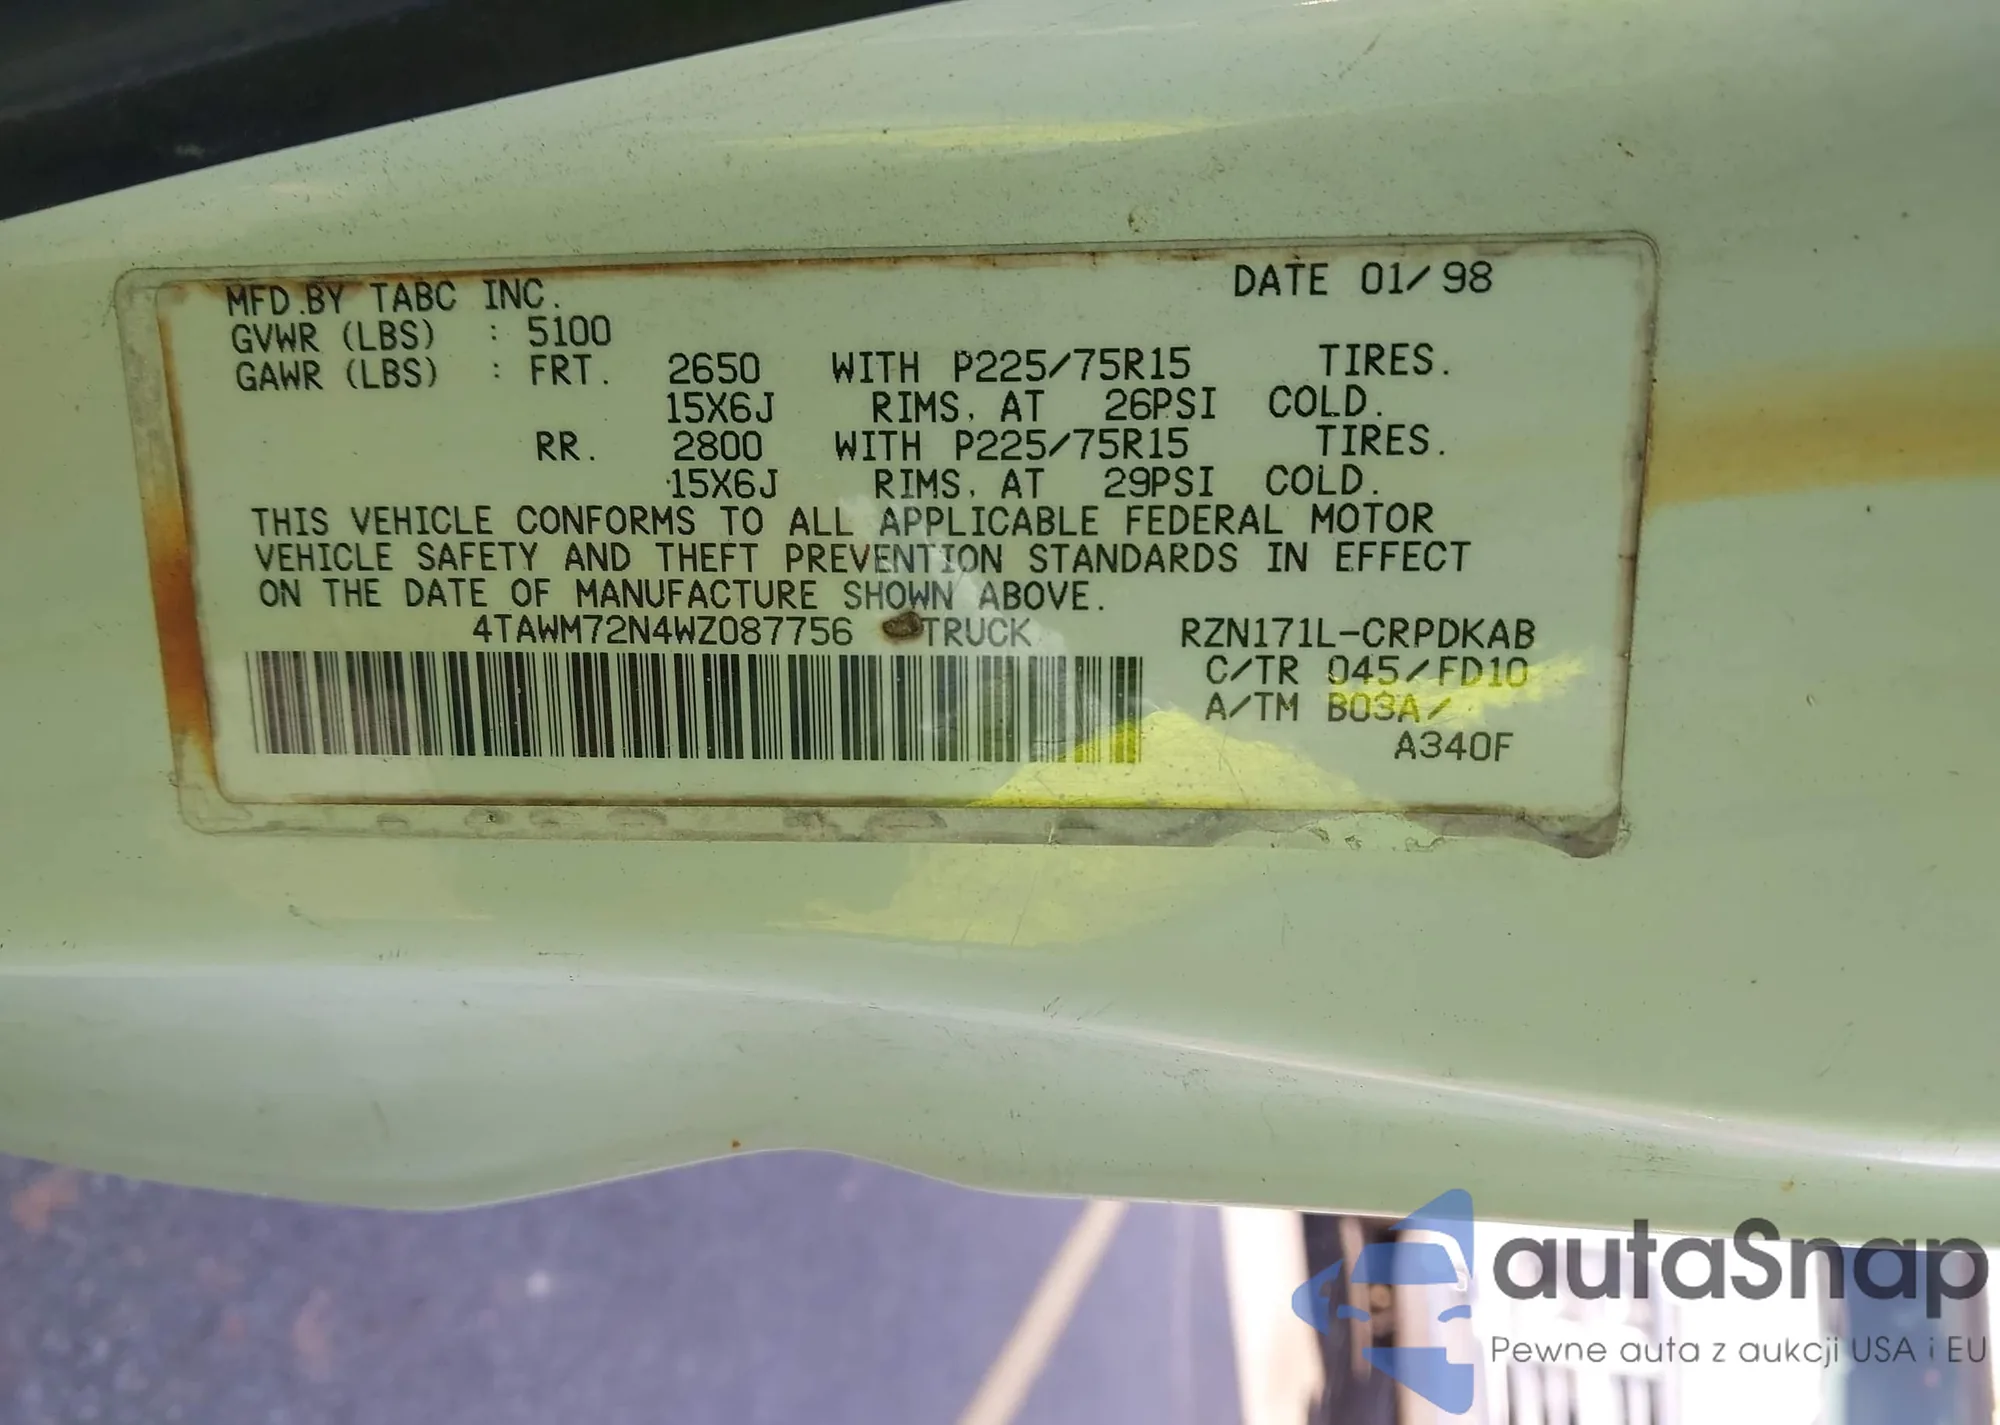 MFD.BY TABC INC. DATE 01/98
GVWR (LBS) : 5100
GAWR (LBS) : FRT. 2650 WITH P225/75R15 TIRES.
15X6J RIMS, AT 26PSI COLD.
RR. 2800 WITH P225/75R15 TIRES.
15X6J RIMS, AT 29PSI COLD.
THIS VEHICLE CONFORMS TO ALL APPLICABLE FEDERAL MOTOR
VEHICLE SAFETY AND THEFT PREVENTION STANDARDS IN EFFECT
ON THE DATE OF MANUFACTURE SHOWN ABOVE.
4TAWM72N4WZ087756 TRUCK RZN171L-CRPDKAB
C/TR 045/FD10
A/TM B03A/
A340F
autaSnap
Pewne auta z aukcji USA i EU